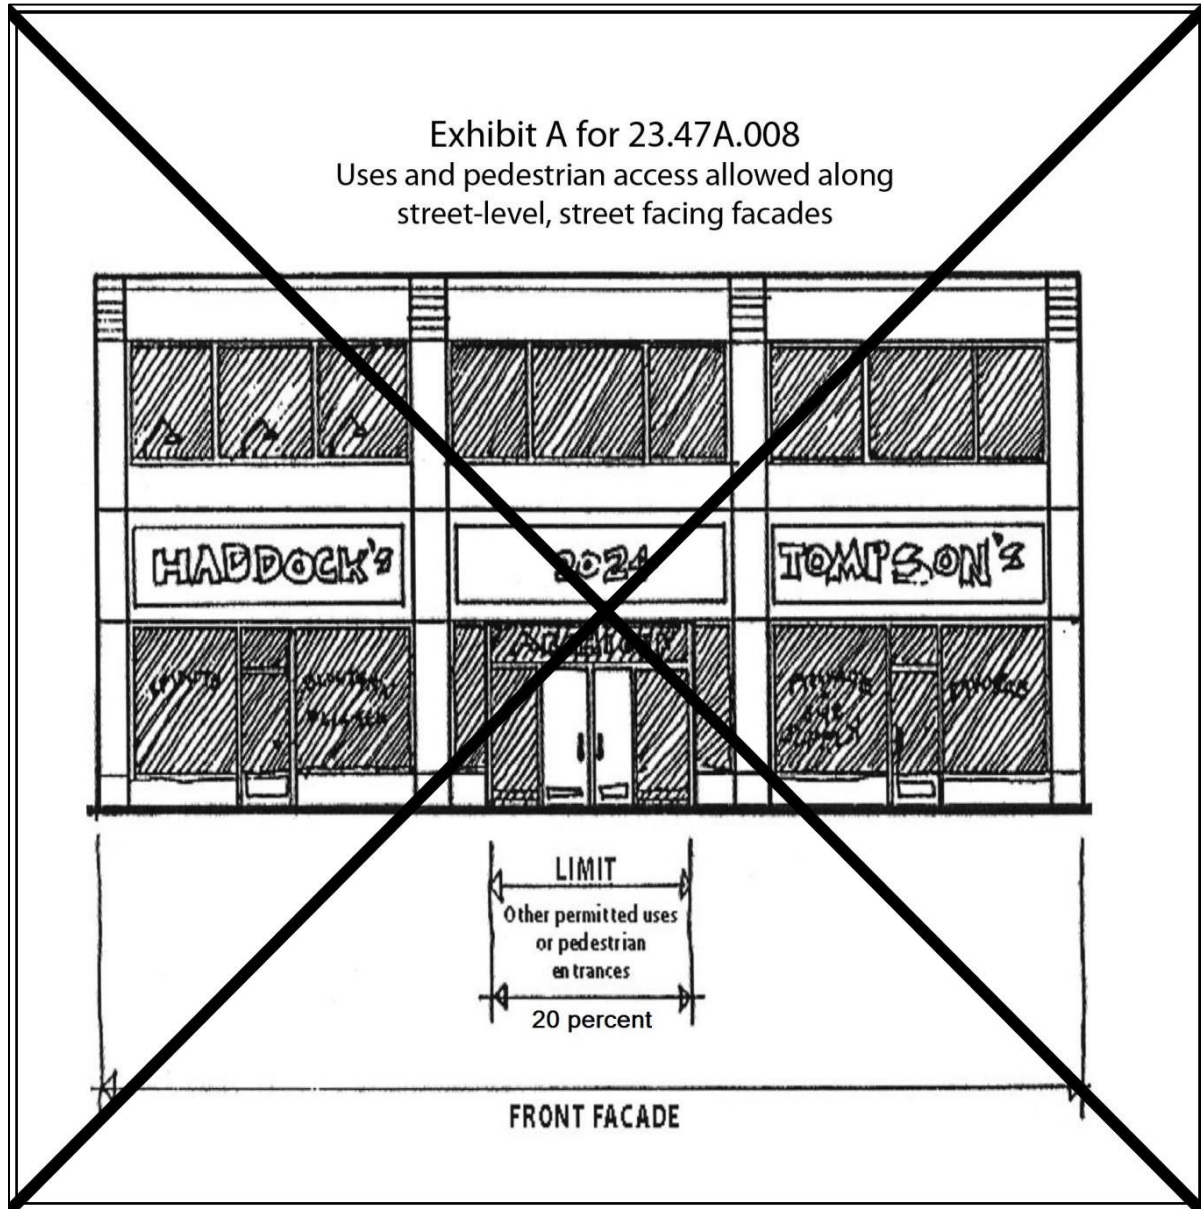 Exhibit A for 23.47A.008
Uses and pedestrian access allowed along
street-level, street facing facades
HADDOCK's
2024
TOMPSON's
LIMIT
Other permitted uses
or pedestrian
entrances
20 percent
FRONT FACADE